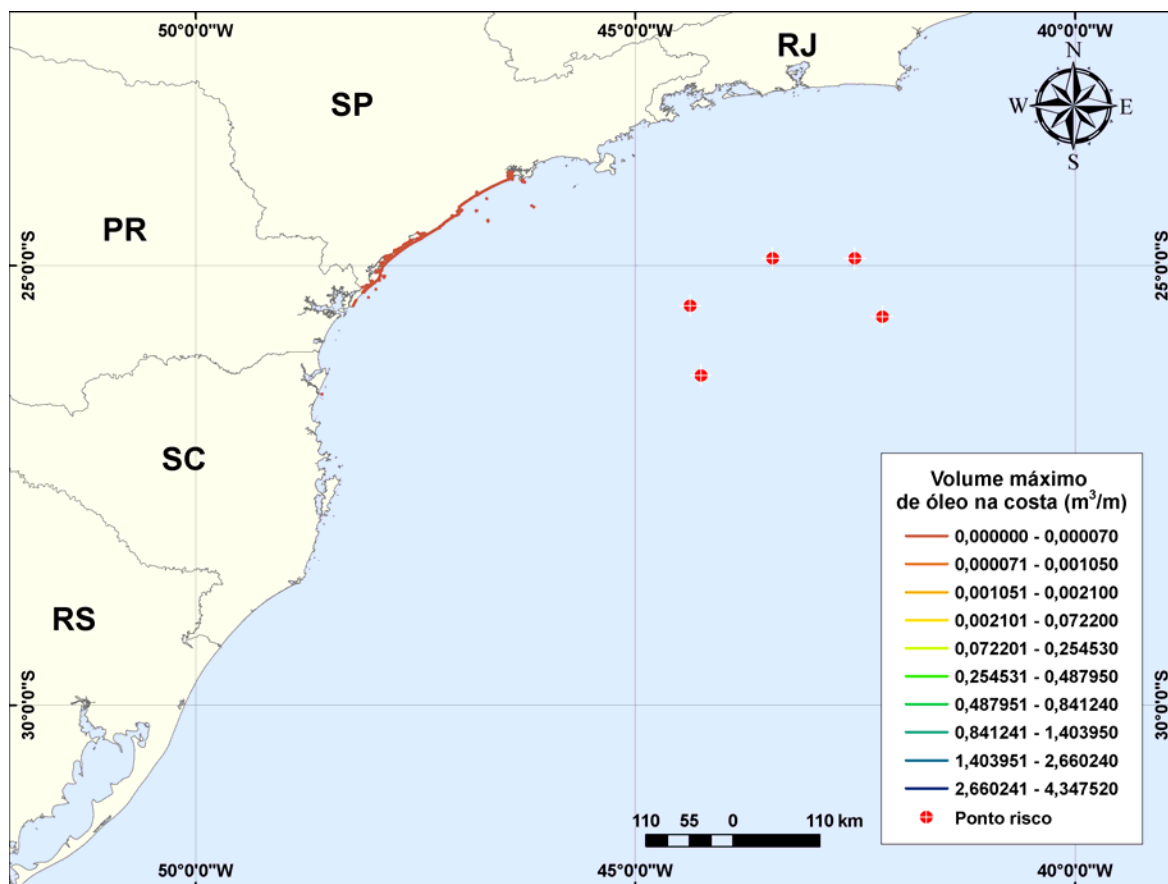 50°0'0"W
45°0'0"W
40°0'0"W
RJ
N
SP
W
E
S
PR
25°0'0"S
25°0'0"S
SC
Volume máximo
de óleo na costa (m³/m)
0,000000 - 0,000070
0,000071 - 0,001050
RS
0,001051 - 0,002100
0,002101 - 0,072200
0,072201 - 0,254530
0,254531 - 0,487950
30°0'0"S
30°0'0"S
0,487951 - 0,841240
0,841241 - 1,403950
1,403951 - 2,660240
2,660241 - 4,347520
Ponto risco
110 55 0 110 km
50°0'0"W
45°0'0"W
40°0'0"W